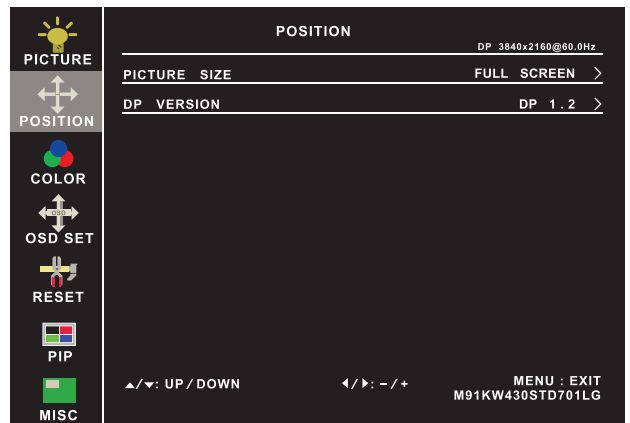 POSITION
DP 3840x2160@60.0Hz
PICTURE
PICTURE SIZE FULL SCREEN >
DP VERSION DP 1.2 >
POSITION
COLOR
OSD
OSD SET
RESET
PIP
▲/▼: UP/DOWN ◀/▶: –/+ MENU : EXIT
M91KW430STD701LG
MISC